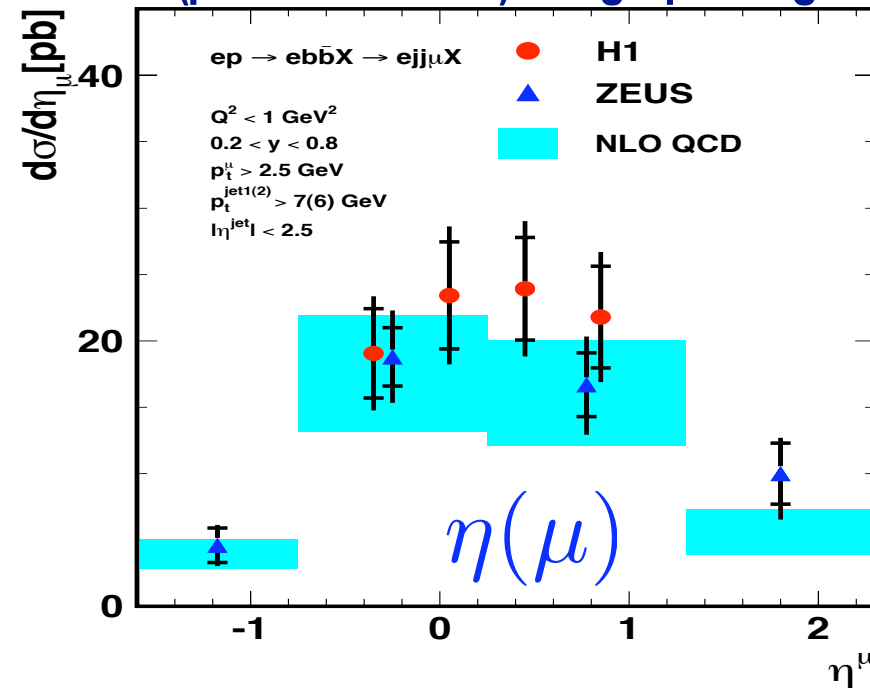 dσ/dη_μ[pb]
ep → ebb̄X → ejjμX
Q² < 1 GeV²
0.2 < y < 0.8
p_t^μ > 2.5 GeV
p_t^jet1(2) > 7(6) GeV
|η^jet| < 2.5
H1
ZEUS
NLO QCD
40
20
0
η(μ)
-1 0 1 2
η^μ